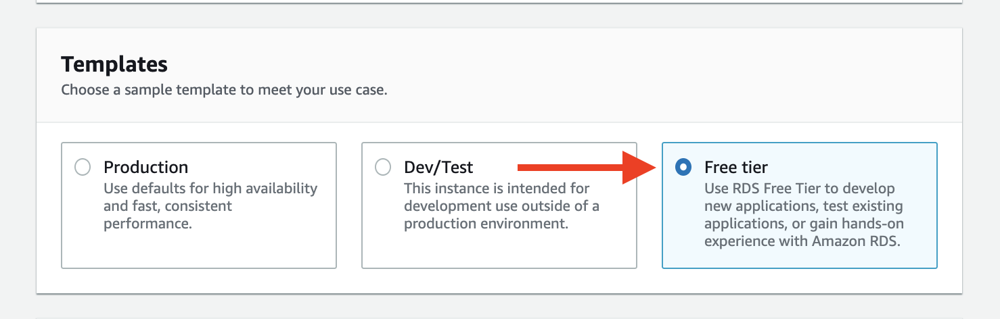 Templates
Choose a sample template to meet your use case.
Production
Use defaults for high availability
and fast, consistent
performance.
Dev/Test
This instance is intended for
development use outside of a
production environment.
Free tier
Use RDS Free Tier to develop
new applications, test existing
applications, or gain hands-on
experience with Amazon RDS.